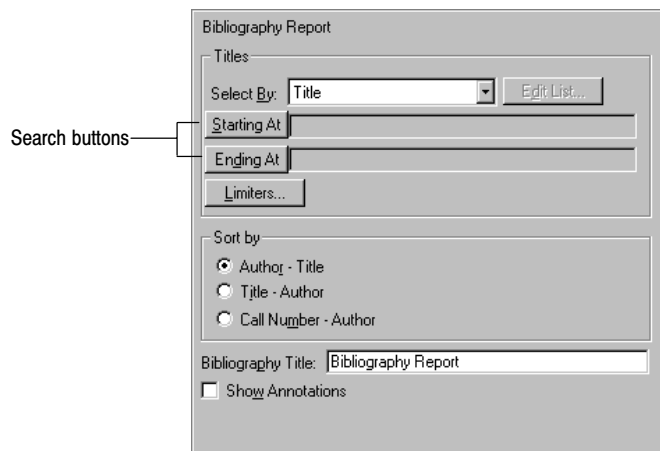 Bibliography Report
Titles
Select By: Title Edit List...
Search buttons
Starting At
Ending At
Limiters...
Sort by
Author - Title
Title - Author
Call Number - Author
Bibliography Title: Bibliography Report
Show Annotations